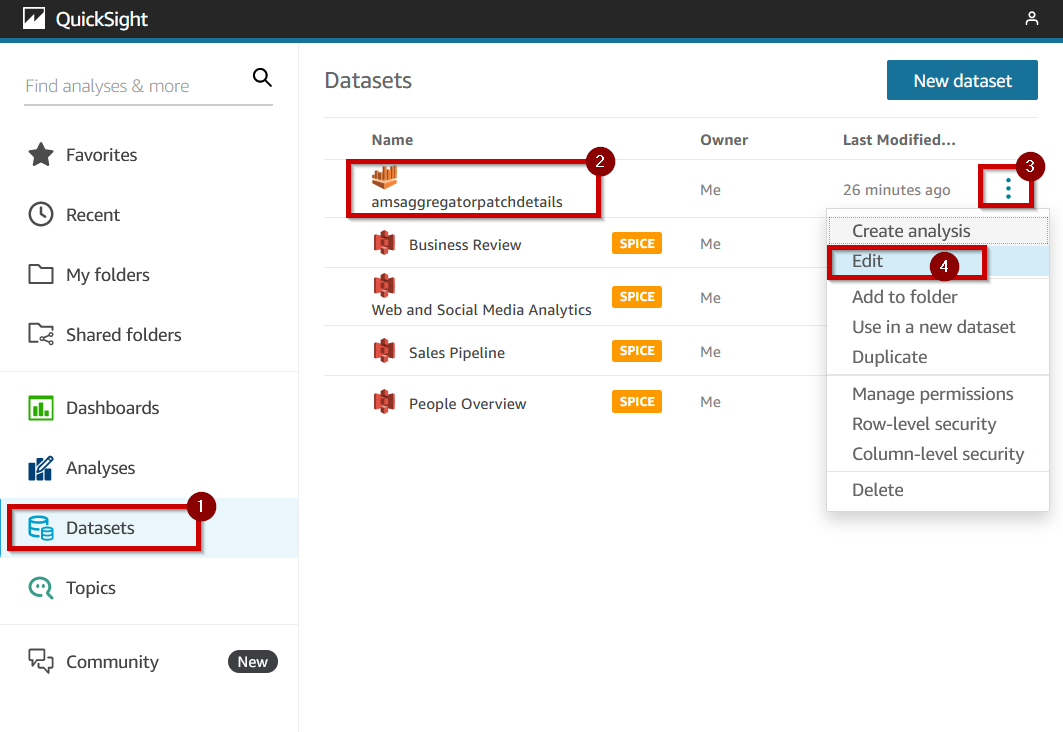 QuickSight
Find analyses & more
Favorites
Recent
My folders
Shared folders
Dashboards
Analyses
1
Datasets
Topics
Community New
Datasets
New dataset
Name Owner Last Modified...
2
3
amsaggregatorpatchdetails Me 26 minutes ago
Business Review SPICE Me
Web and Social Media Analytics SPICE Me
Sales Pipeline SPICE Me
People Overview SPICE Me
Create analysis
Edit 4
Add to folder
Use in a new dataset
Duplicate
Manage permissions
Row-level security
Column-level security
Delete